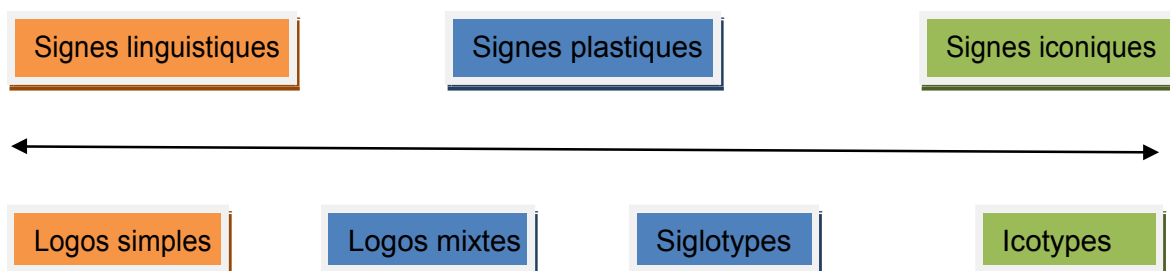 Signes linguistiques
Signes plastiques
Signes iconiques
Logos simples
Logos mixtes
Siglotypes
Icotypes